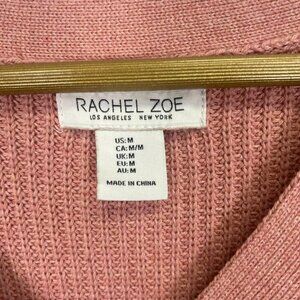 RACHEL ZOE
LOS ANGELES NEW YORK
US:M
CA:M/M
UK:M
EU:M
AU:M
MADE IN CHINA